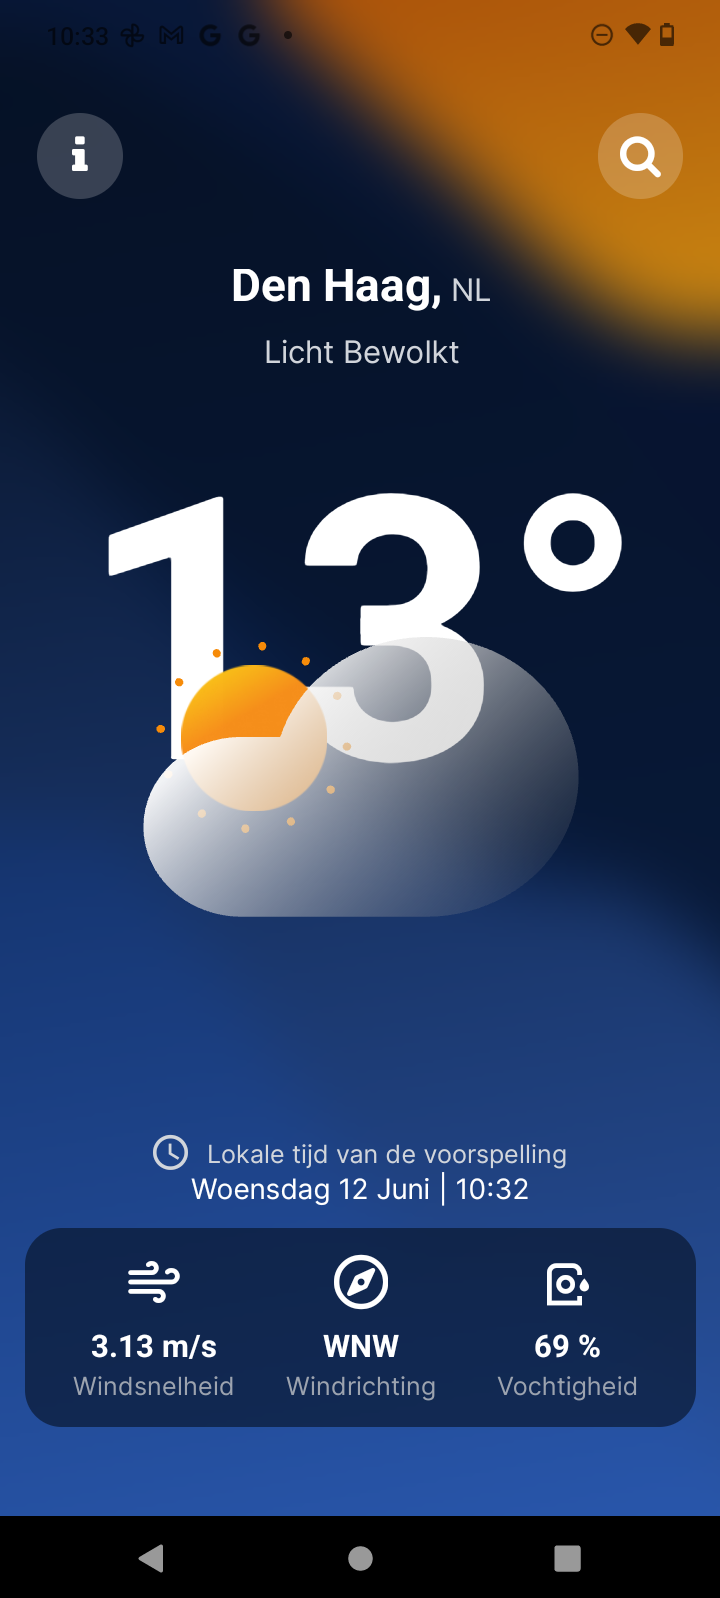 10:33
Den Haag, NL
Licht Bewolkt
13°
Lokale tijd van de voorspelling
Woensdag 12 Juni | 10:32
3.13 m/s WNW 69 %
Windsnelheid Windrichting Vochtigheid